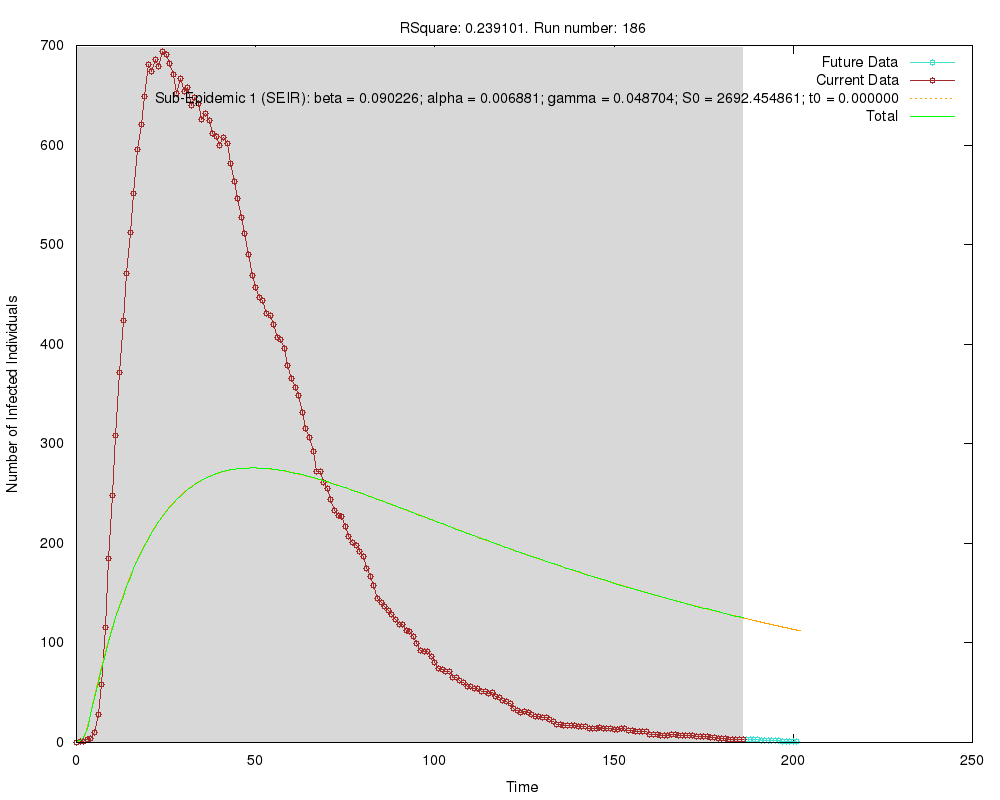 RSquare: 0.239101. Run number: 186
700
600
500
400
300
200
100
0
Number of Infected Individuals
Future Data
Current Data
Sub-Epidemic 1 (SEIR): beta = 0.090226; alpha = 0.006881; gamma = 0.048704; S0 = 2692.454861; t0 = 0.000000
Total
0 50 100 150 200 250
Time